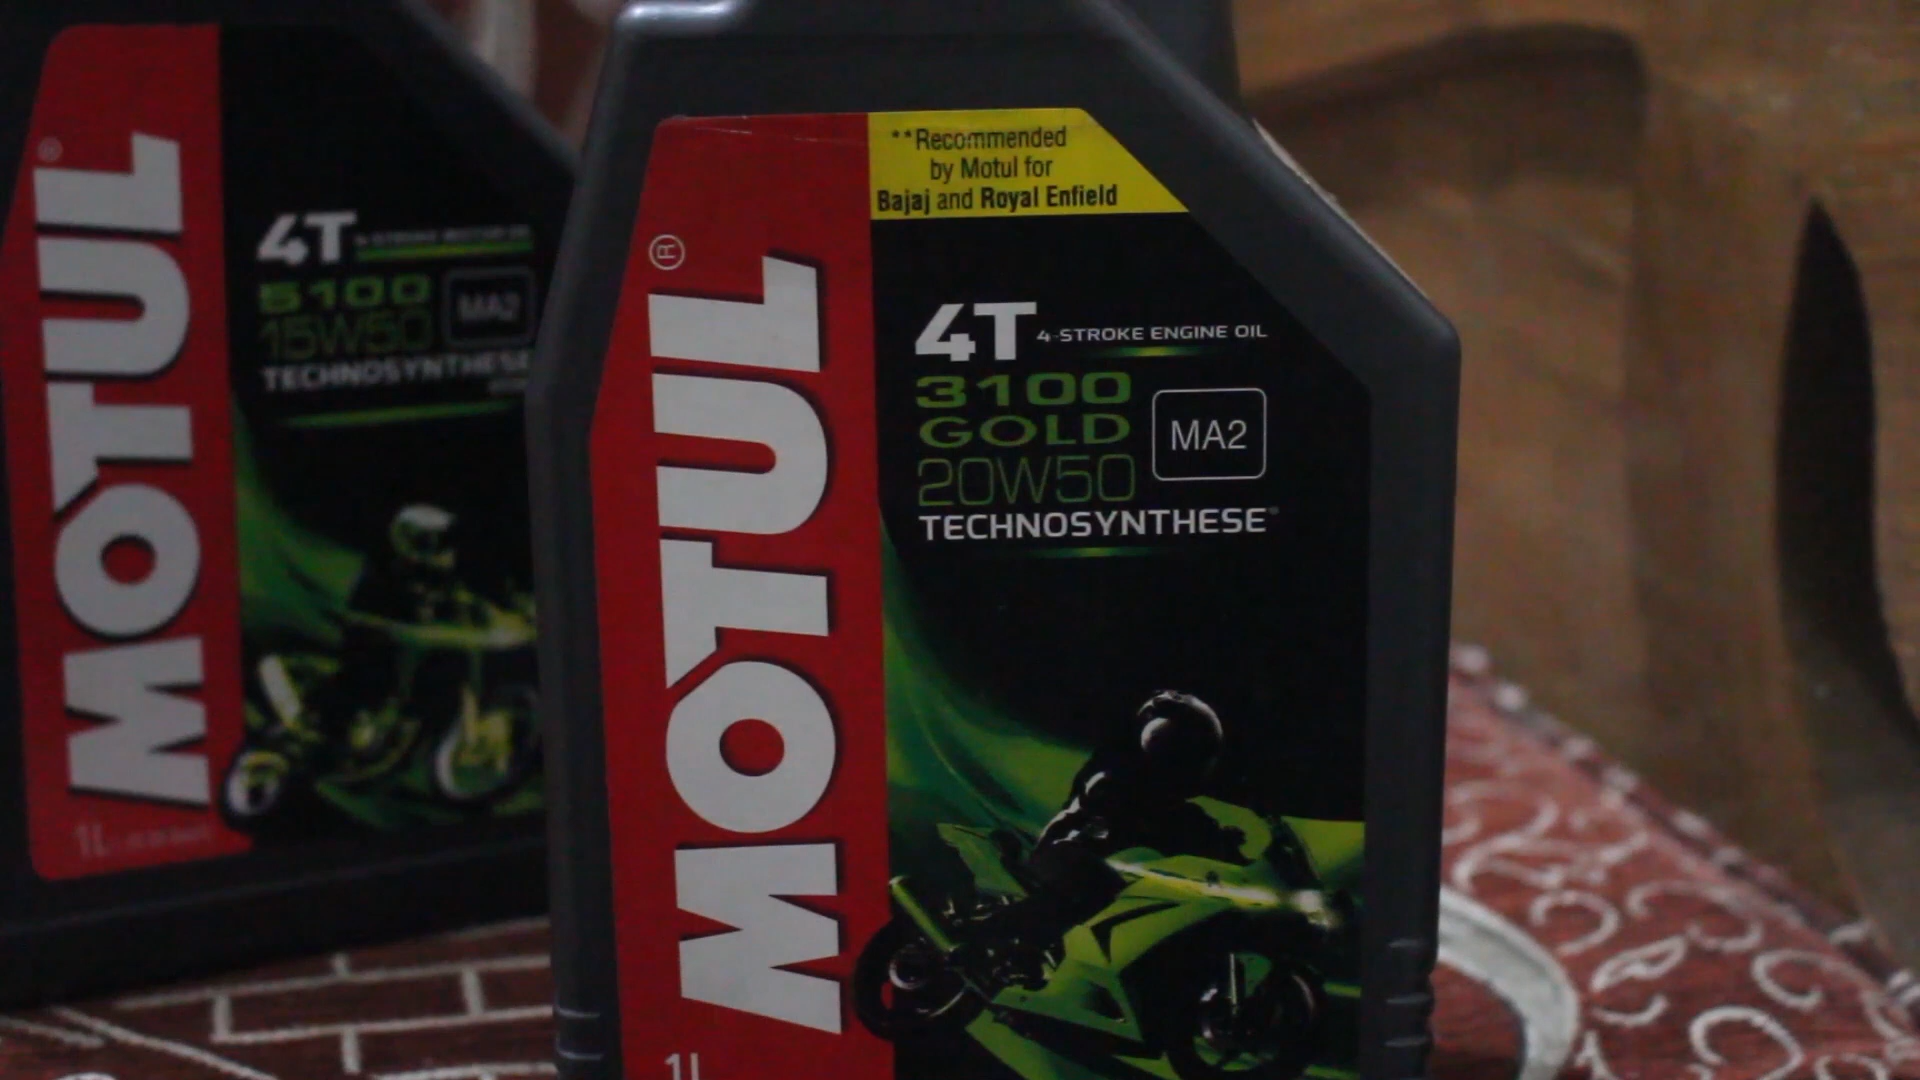 MOTUL®
4T
5100
15W50
MA2
TECHNOSYNTHESE
1L
**Recommended
by Motul for
Bajaj and Royal Enfield
MOTUL®
4T 4-STROKE ENGINE OIL
3100
GOLD
20W50
MA2
TECHNOSYNTHESE®
1L